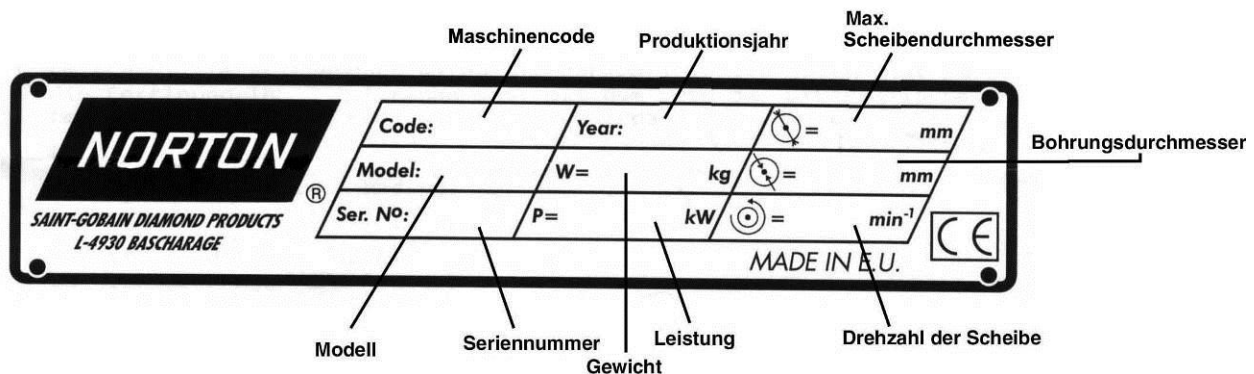 Maschinencode
Produktionsjahr
Max.
Scheibendurchmesser
NORTON
®
SAINT-GOBAIN DIAMOND PRODUCTS
L-4930 BASCHARAGE
Code:
Year:
= mm
Model:
W= kg
= mm
Ser. Nº:
P= kW
= min⁻¹
MADE IN E.U.
CE
Bohrungsdurchmesser
Modell
Seriennummer
Gewicht
Leistung
Drehzahl der Scheibe